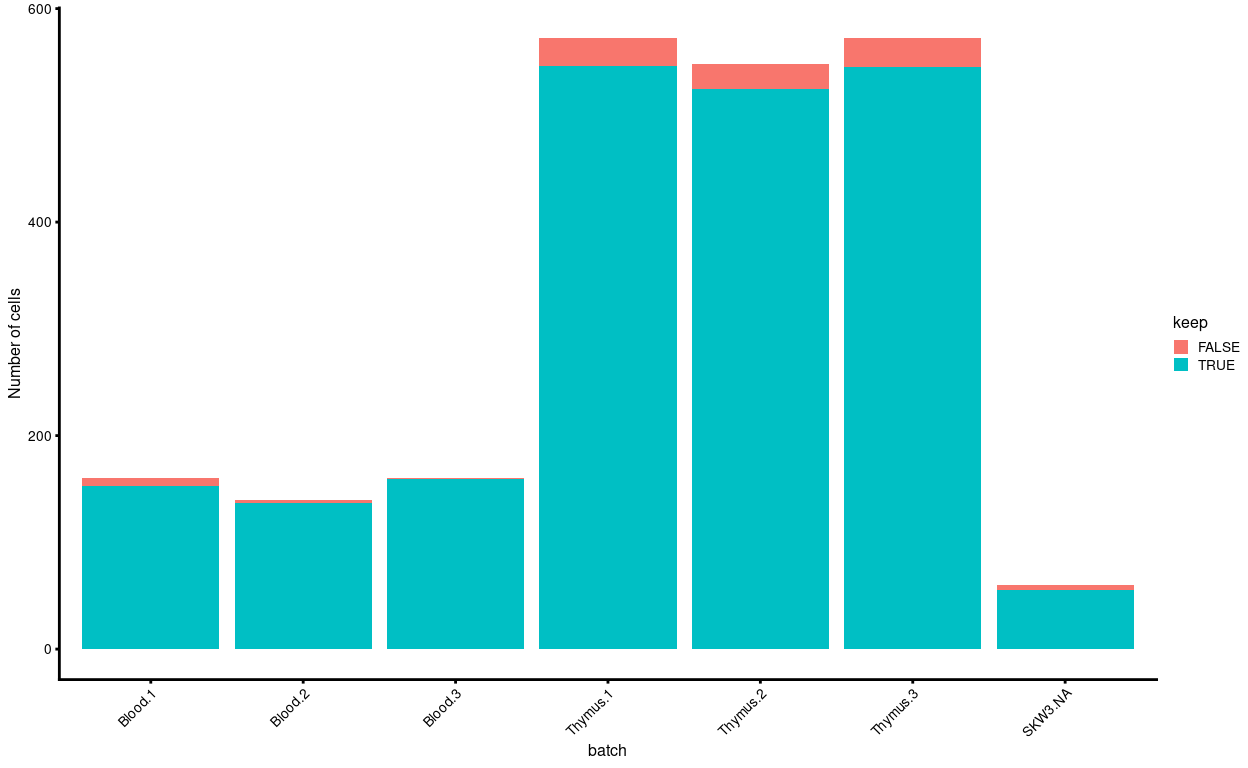 600
400
200
0
Number of cells
Blood.1
Blood.2
Blood.3
Thymus.1
Thymus.2
Thymus.3
SKW3.NA
batch
keep
FALSE
TRUE